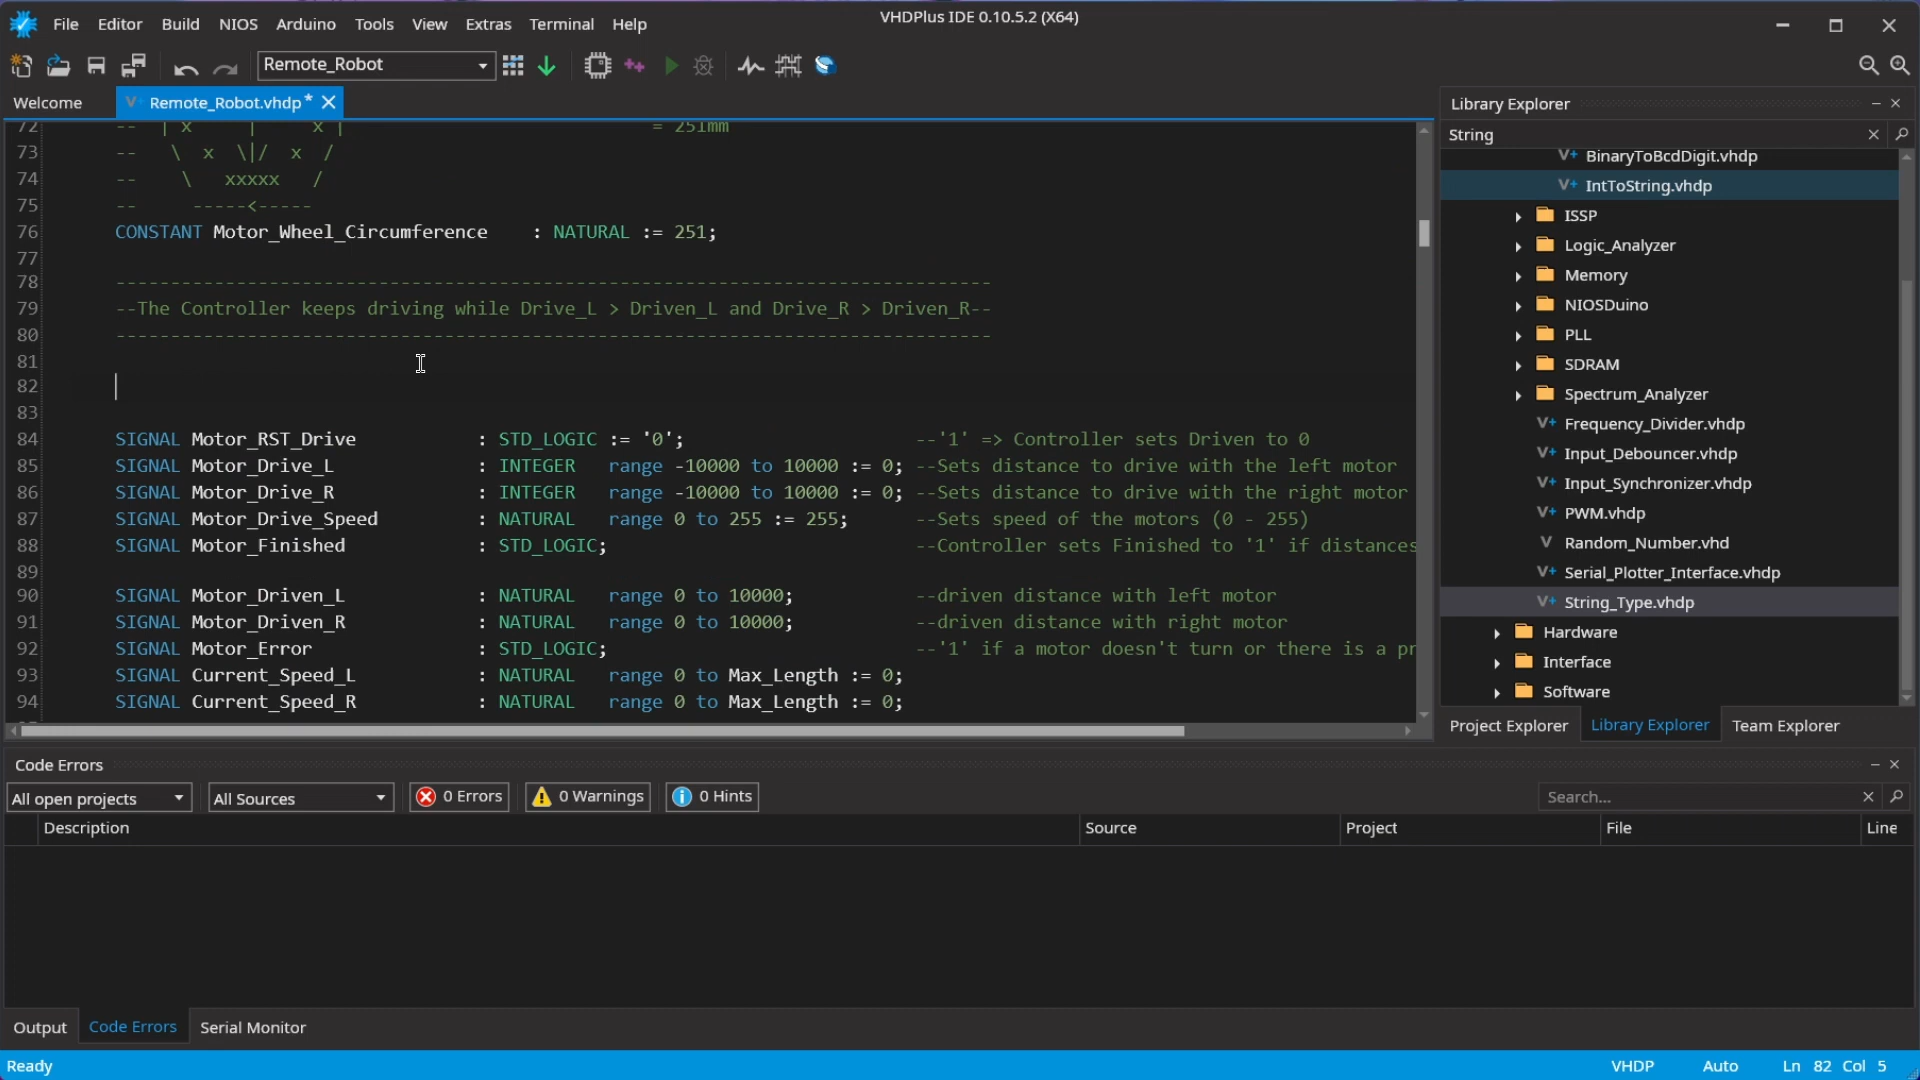 File Editor Build NIOS Arduino Tools View Extras Terminal Help
VHDPlus IDE 0.10.5.2 (X64)
Remote_Robot
Welcome
V+ Remote_Robot.vhdp*
72 -- | x | x | = 251mm
73 -- \ x \|/ x /
74 -- \ xxxxx /
75 -- -----<-----
76 CONSTANT Motor_Wheel_Circumference : NATURAL := 251;
77
78 --------------------------------------------------------------------------------
79 --The Controller keeps driving while Drive_L > Driven_L and Drive_R > Driven_R--
80 --------------------------------------------------------------------------------
81
82
83
84 SIGNAL Motor_RST_Drive : STD_LOGIC := '0'; --'1' => Controller sets Driven to 0
85 SIGNAL Motor_Drive_L : INTEGER range -10000 to 10000 := 0; --Sets distance to drive with the left motor
86 SIGNAL Motor_Drive_R : INTEGER range -10000 to 10000 := 0; --Sets distance to drive with the right motor
87 SIGNAL Motor_Drive_Speed : NATURAL range 0 to 255 := 255; --Sets speed of the motors (0 - 255)
88 SIGNAL Motor_Finished : STD_LOGIC; --Controller sets Finished to '1' if distances
89
90 SIGNAL Motor_Driven_L : NATURAL range 0 to 10000; --driven distance with left motor
91 SIGNAL Motor_Driven_R : NATURAL range 0 to 10000; --driven distance with right motor
92 SIGNAL Motor_Error : STD_LOGIC; --'1' if a motor doesn't turn or there is a pr
93 SIGNAL Current_Speed_L : NATURAL range 0 to Max_Length := 0;
94 SIGNAL Current_Speed_R : NATURAL range 0 to Max_Length := 0;
Library Explorer
String
V+ BinaryToBcdDigit.vhdp
V+ IntToString.vhdp
ISSP
Logic_Analyzer
Memory
NIOSDuino
PLL
SDRAM
Spectrum_Analyzer
V+ Frequency_Divider.vhdp
V+ Input_Debouncer.vhdp
V+ Input_Synchronizer.vhdp
V+ PWM.vhdp
V Random_Number.vhd
V+ Serial_Plotter_Interface.vhdp
V+ String_Type.vhdp
Hardware
Interface
Software
Project Explorer Library Explorer Team Explorer
Code Errors
All open projects All Sources 0 Errors 0 Warnings 0 Hints Search...
Description Source Project File Line
Output Code Errors Serial Monitor
Ready VHDP Auto Ln 82 Col 5